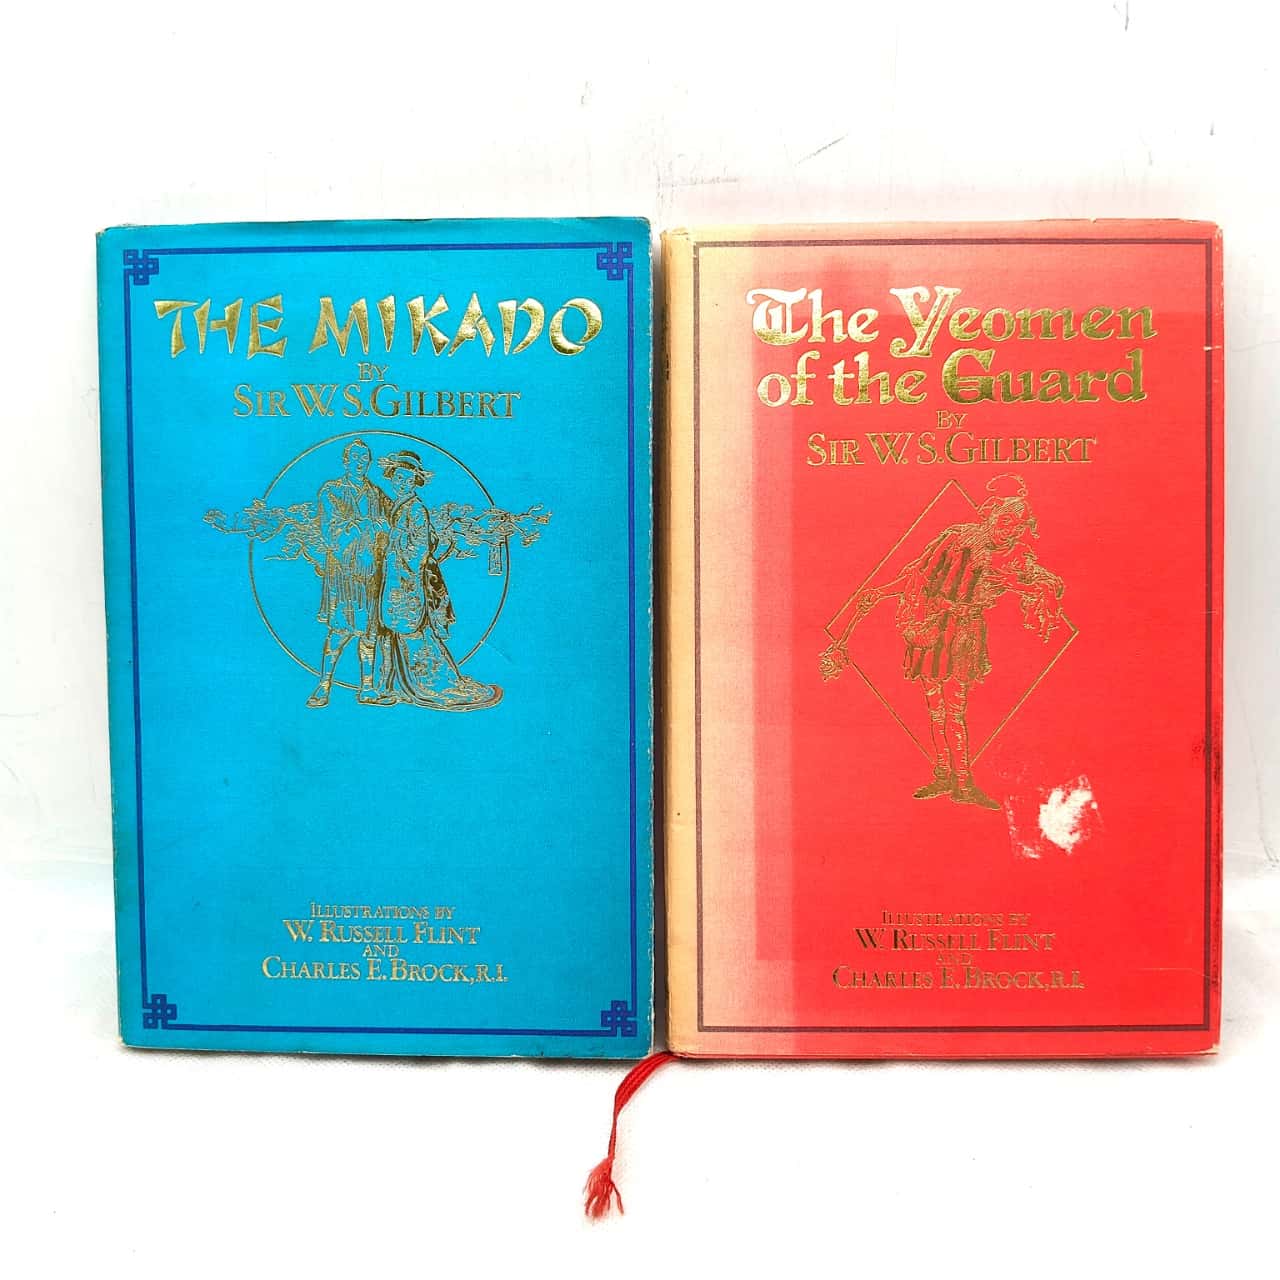 THE MIKADO
BY
SIR W. S. GILBERT
ILLUSTRATIONS BY
W. RUSSELL FLINT
AND
CHARLES E. BROCK, R.I.
The Yeomen
of the Guard
BY
SIR W. S. GILBERT
ILLUSTRATIONS BY
W. RUSSELL FLINT
AND
CHARLES E. BROCK, R.I.